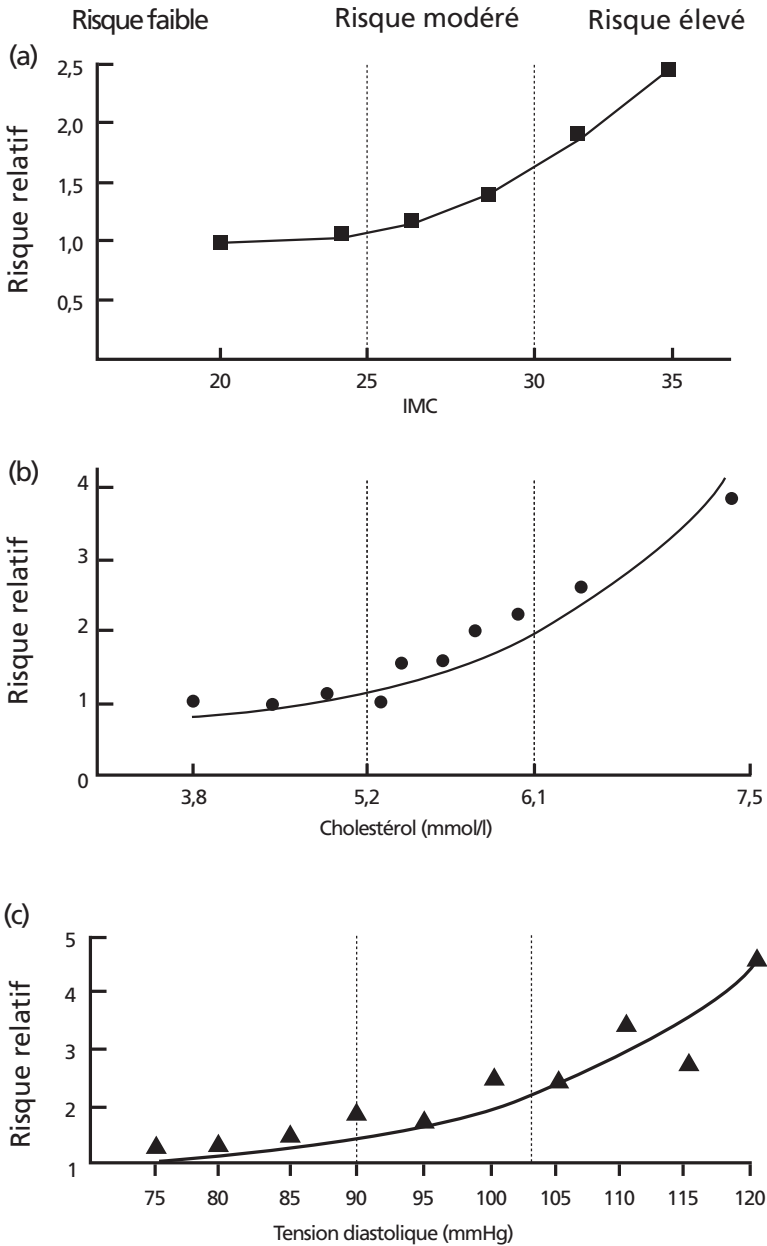 Risque faible Risque modéré Risque élevé
(a)
Risque relatif
2,5
2,0
1,5
1,0
0,5
20 25 30 35
IMC
(b)
Risque relatif
4
3
2
1
0
3,8 5,2 6,1 7,5
Cholestérol (mmol/l)
(c)
Risque relatif
5
4
3
2
1
75 80 85 90 95 100 105 110 115 120
Tension diastolique (mmHg)